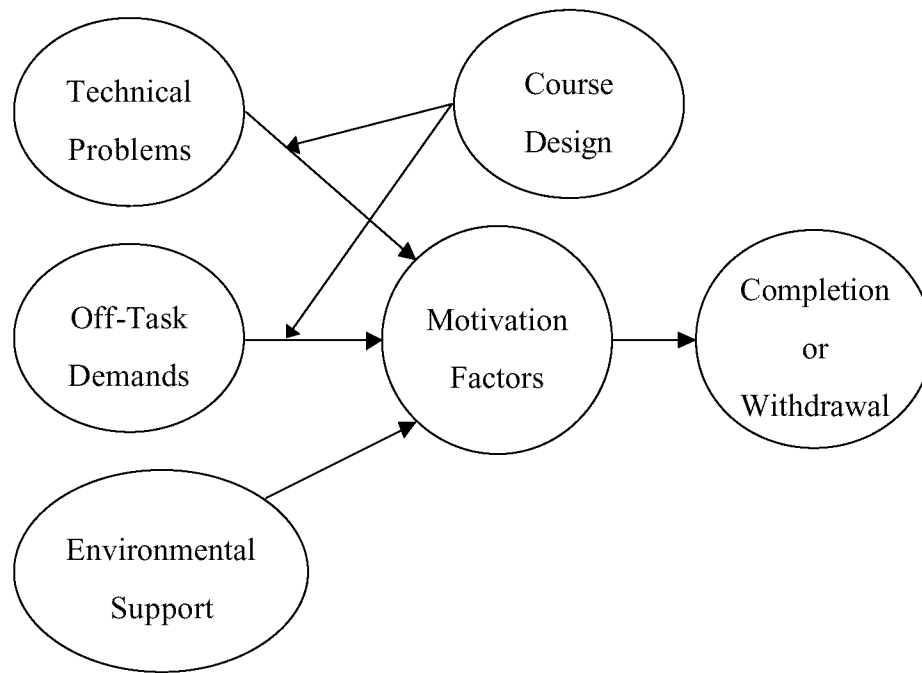 Technical
Problems
Course
Design
Off-Task
Demands
Motivation
Factors
Completion
or
Withdrawal
Environmental
Support